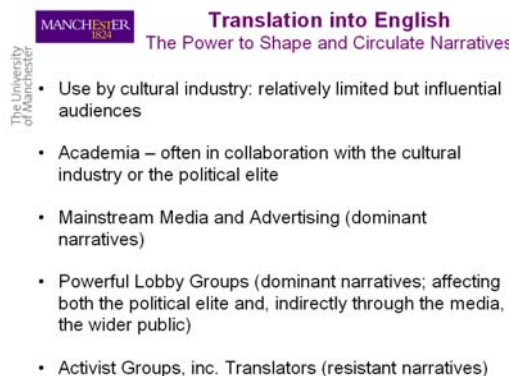 MANCHESTER
1824
The University
of Manchester
Translation into English
The Power to Shape and Circulate Narratives
• Use by cultural industry: relatively limited but influential
audiences
• Academia – often in collaboration with the cultural
industry or the political elite
• Mainstream Media and Advertising (dominant
narratives)
• Powerful Lobby Groups (dominant narratives; affecting
both the political elite and, indirectly through the media,
the wider public)
• Activist Groups, inc. Translators (resistant narratives)